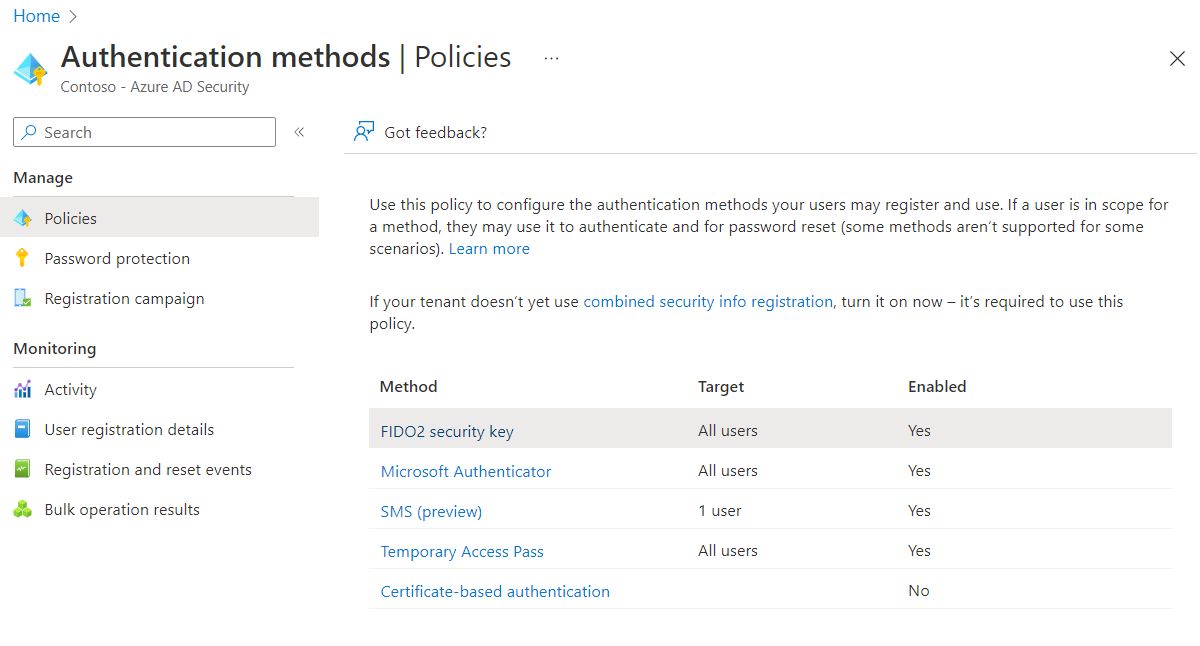 Home
Authentication methods | Policies ...
Contoso - Azure AD Security
Search
Got feedback?
Manage
Policies
Password protection
Registration campaign
Monitoring
Activity
User registration details
Registration and reset events
Bulk operation results
Use this policy to configure the authentication methods your users may register and use. If a user is in scope for
a method, they may use it to authenticate and for password reset (some methods aren’t supported for some
scenarios). Learn more
If your tenant doesn’t yet use combined security info registration, turn it on now – it’s required to use this
policy.
Method Target Enabled
FIDO2 security key All users Yes
Microsoft Authenticator All users Yes
SMS (preview) 1 user Yes
Temporary Access Pass All users Yes
Certificate-based authentication No